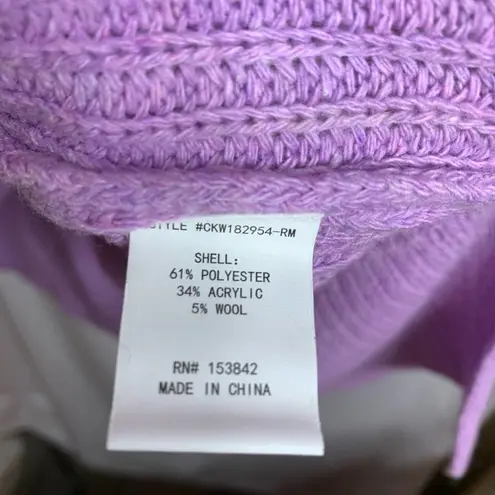 STYLE #CKW182954-RM
SHELL:
61% POLYESTER
34% ACRYLIC
5% WOOL
RN# 153842
MADE IN CHINA